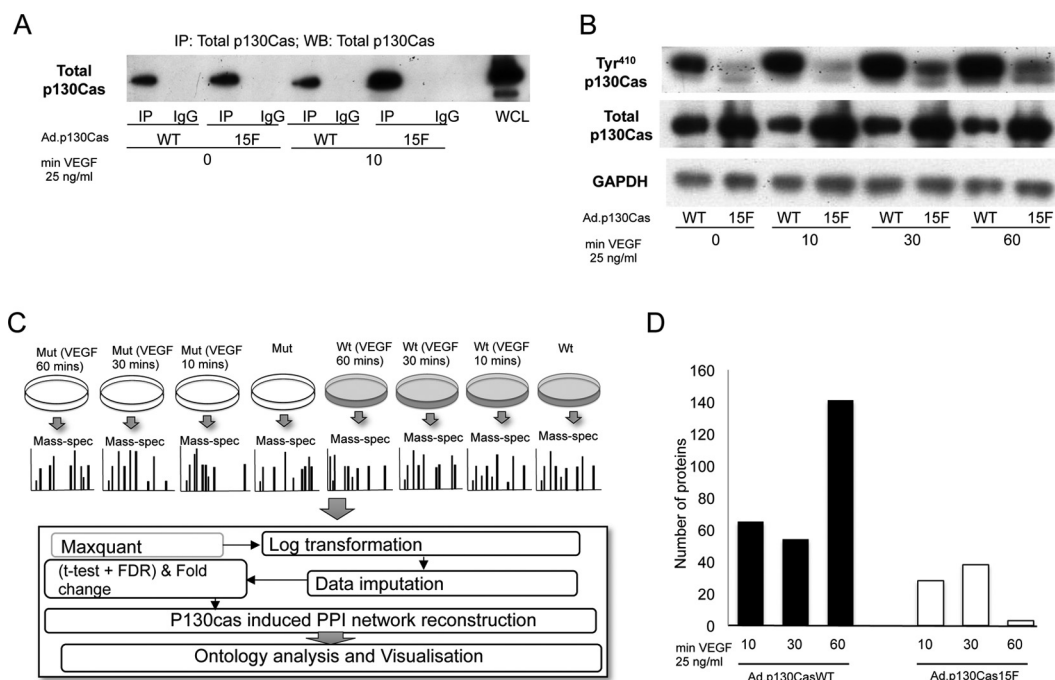 A
IP: Total p130Cas; WB: Total p130Cas
Total
p130Cas
IP IgG IP IgG IP IgG IP IgG WCL
Ad.p130Cas WT 15F WT 15F
min VEGF 0 10
25 ng/ml
B
Tyr410
p130Cas
Total
p130Cas
GAPDH
Ad.p130Cas WT 15F WT 15F WT 15F WT 15F
min VEGF 0 10 30 60
25 ng/ml
C
Mut (VEGF 60 mins) Mut (VEGF 30 mins) Mut (VEGF 10 mins) Mut Wt (VEGF 60 mins) Wt (VEGF 30 mins) Wt (VEGF 10 mins) Wt
Mass-spec Mass-spec Mass-spec Mass-spec Mass-spec Mass-spec Mass-spec Mass-spec
Maxquant
Log transformation
(t-test + FDR) & Fold
change
Data imputation
P130cas induced PPI network reconstruction
Ontology analysis and Visualisation
D
Number of proteins
160
140
120
100
80
60
40
20
0
min VEGF 10 30 60 10 30 60
25 ng/ml
Ad.p130CasWT Ad.p130Cas15F